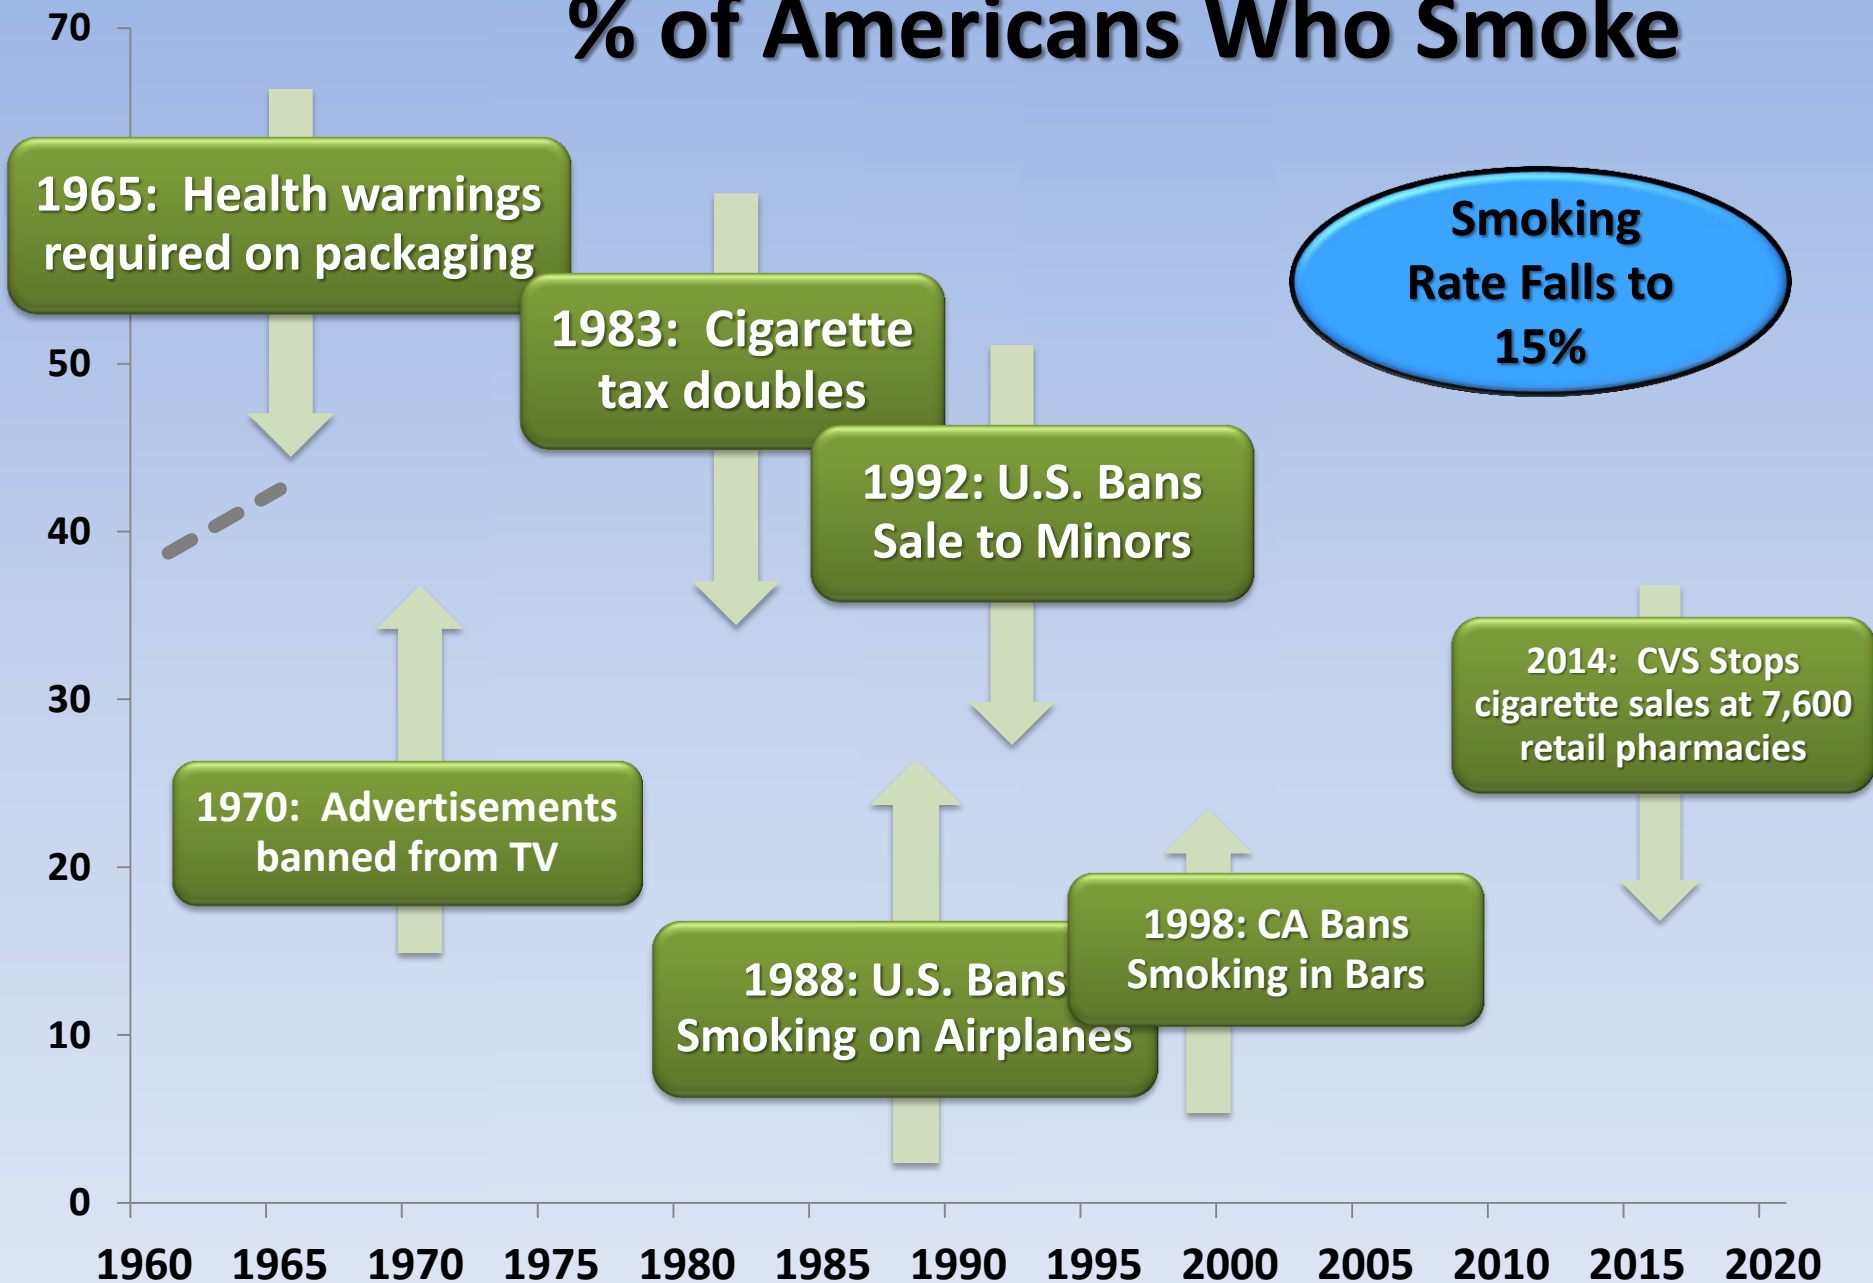 % of Americans Who Smoke
70
50
40
30
20
10
0
1965:  Health warnings
required on packaging
1983:  Cigarette
tax doubles
1992: U.S. Bans
Sale to Minors
Smoking
Rate Falls to
15%
2014:  CVS Stops
cigarette sales at 7,600
retail pharmacies
1970:  Advertisements
banned from TV
1988: U.S. Bans
Smoking on Airplanes
1998: CA Bans
Smoking in Bars
1960 1965 1970 1975 1980 1985 1990 1995 2000 2005 2010 2015 2020